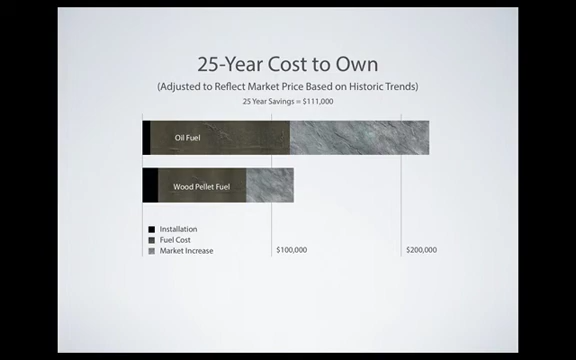 25-Year Cost to Own
(Adjusted to Reflect Market Price Based on Historic Trends)
25 Year Savings = $111,000
Oil Fuel
Wood Pellet Fuel
Installation
Fuel Cost
Market Increase
$100,000
$200,000